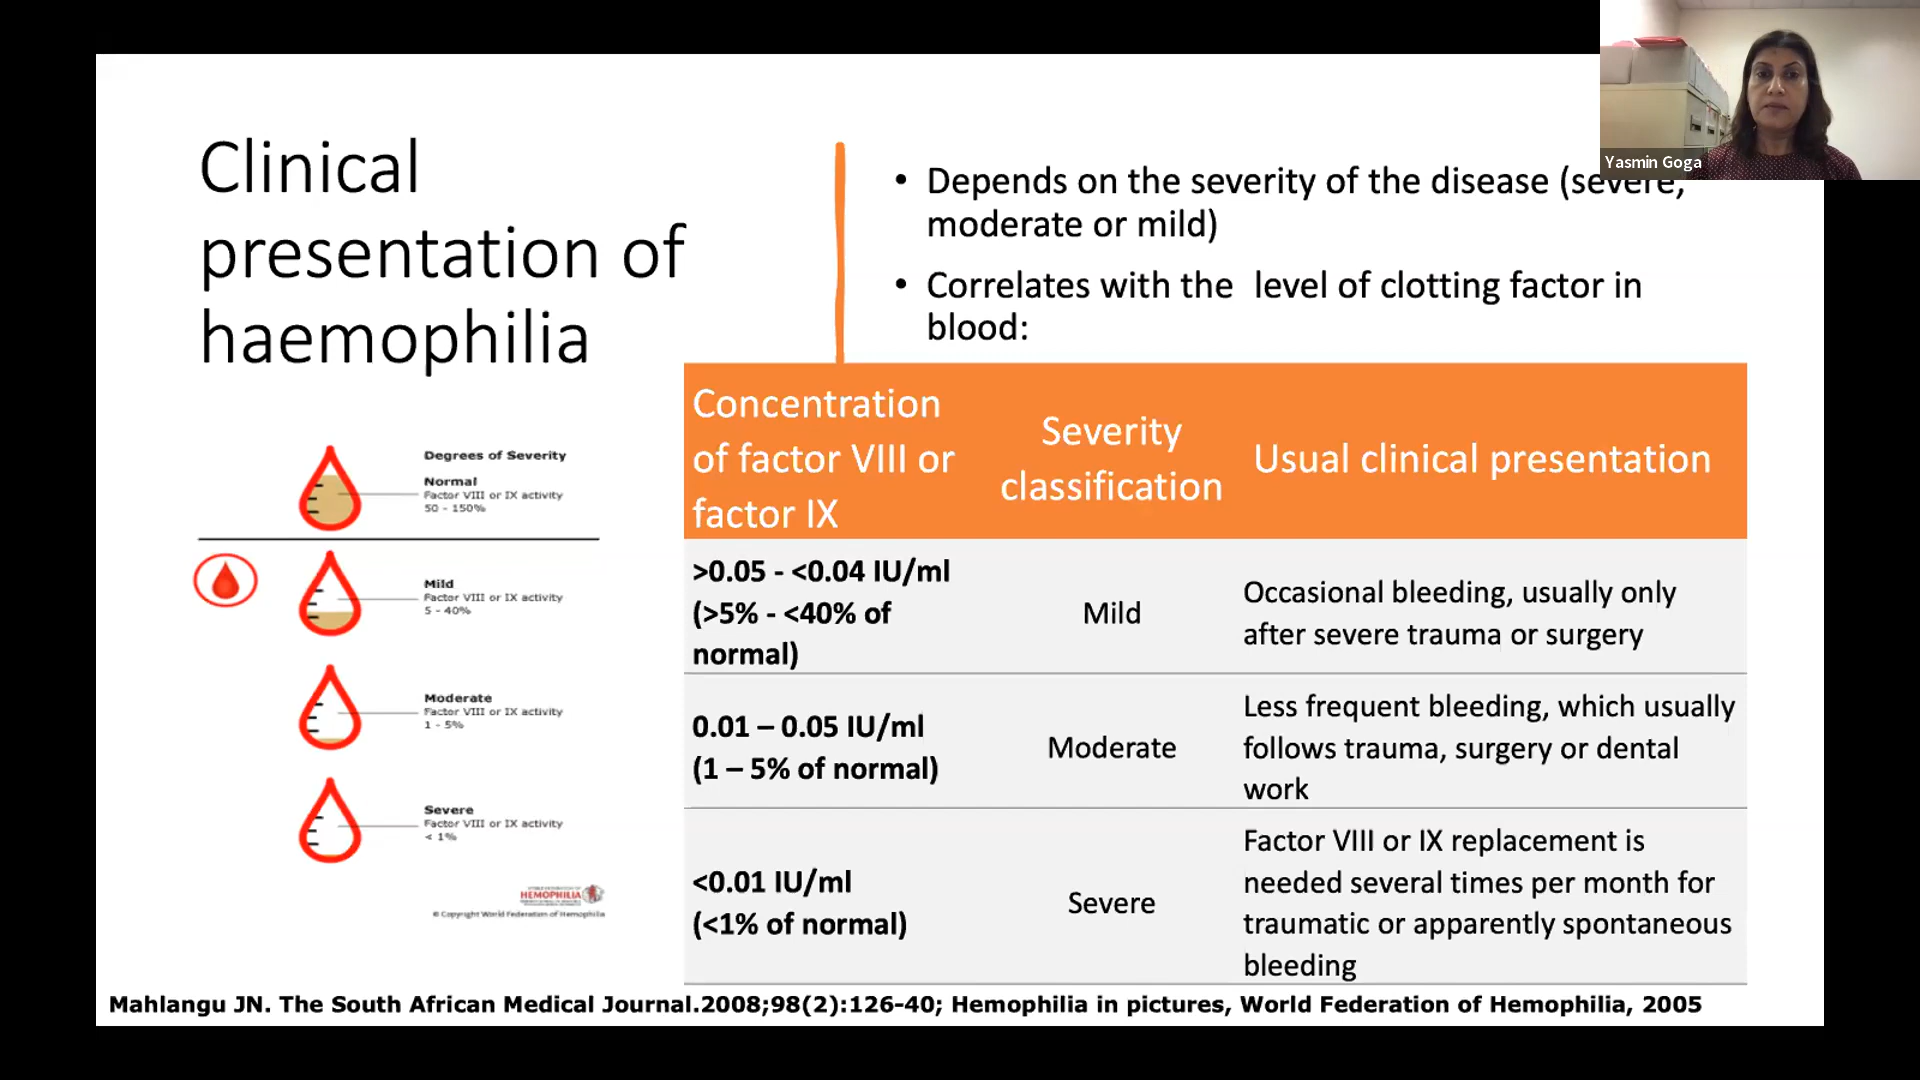 Clinical
presentation of
haemophilia
• Depends on the severity of the disease (severe,
moderate or mild)
• Correlates with the level of clotting factor in
blood:
Yasmin Goga
Degrees of Severity
Normal
Factor VIII or IX activity
50 - 150%
Mild
Factor VIII or IX activity
5 - 40%
Moderate
Factor VIII or IX activity
1 - 5%
Severe
Factor VIII or IX activity
< 1%
HEMOPHILIA
© Copyright World Federation of Hemophilia
Concentration
of factor VIII or
factor IX
Severity
classification
Usual clinical presentation
>0.05 - <0.04 IU/ml
(>5% - <40% of
normal)
Mild
Occasional bleeding, usually only
after severe trauma or surgery
0.01 – 0.05 IU/ml
(1 – 5% of normal)
Moderate
Less frequent bleeding, which usually
follows trauma, surgery or dental
work
<0.01 IU/ml
(<1% of normal)
Severe
Factor VIII or IX replacement is
needed several times per month for
traumatic or apparently spontaneous
bleeding
Mahlangu JN. The South African Medical Journal.2008;98(2):126-40; Hemophilia in pictures, World Federation of Hemophilia, 2005